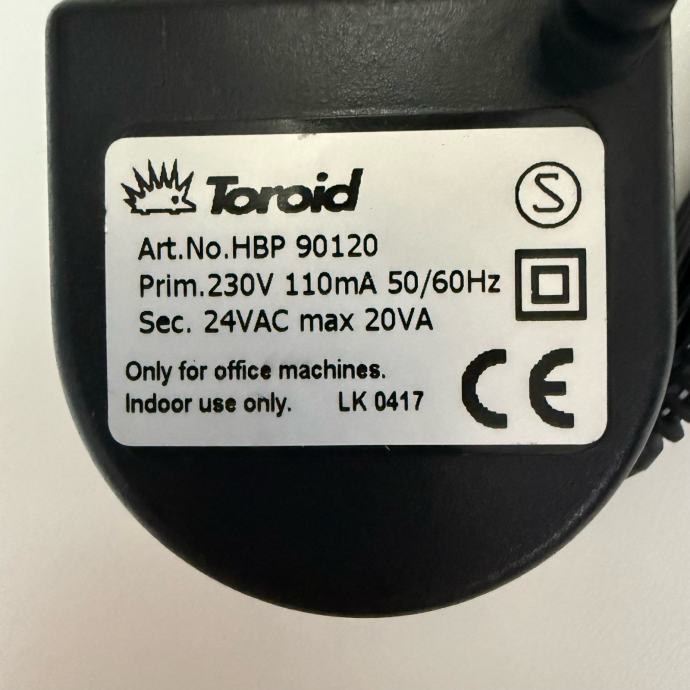 Toroid
S
Art.No.HBP 90120
Prim.230V 110mA 50/60Hz
Sec. 24VAC max 20VA
Only for office machines.
Indoor use only. LK 0417
CE